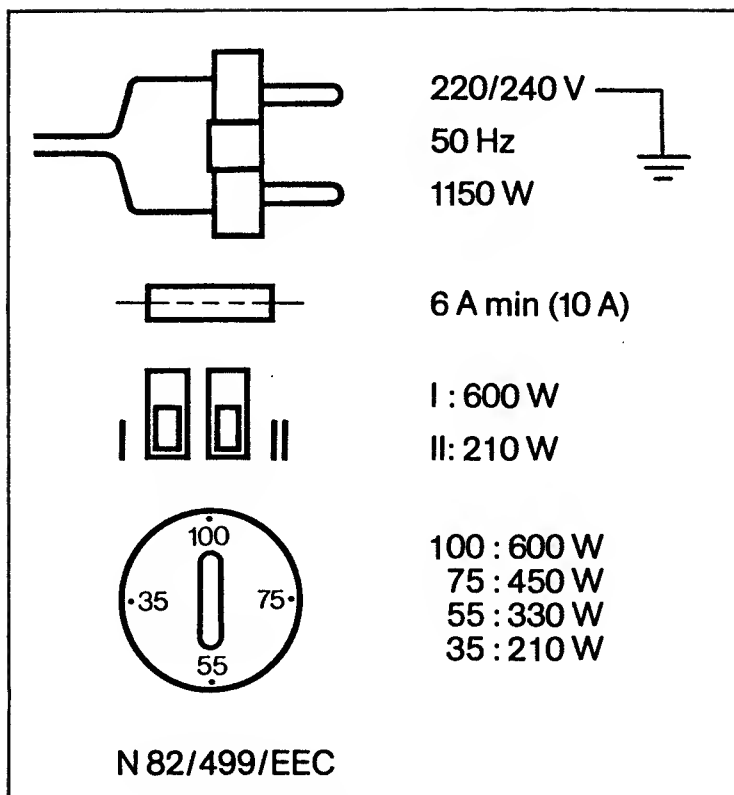 220/240 V
50 Hz
1150 W
6 A min (10 A)
I II
I : 600 W
II: 210 W
100
35 75
55
100 : 600 W
75 : 450 W
55 : 330 W
35 : 210 W
N 82/499/EEC